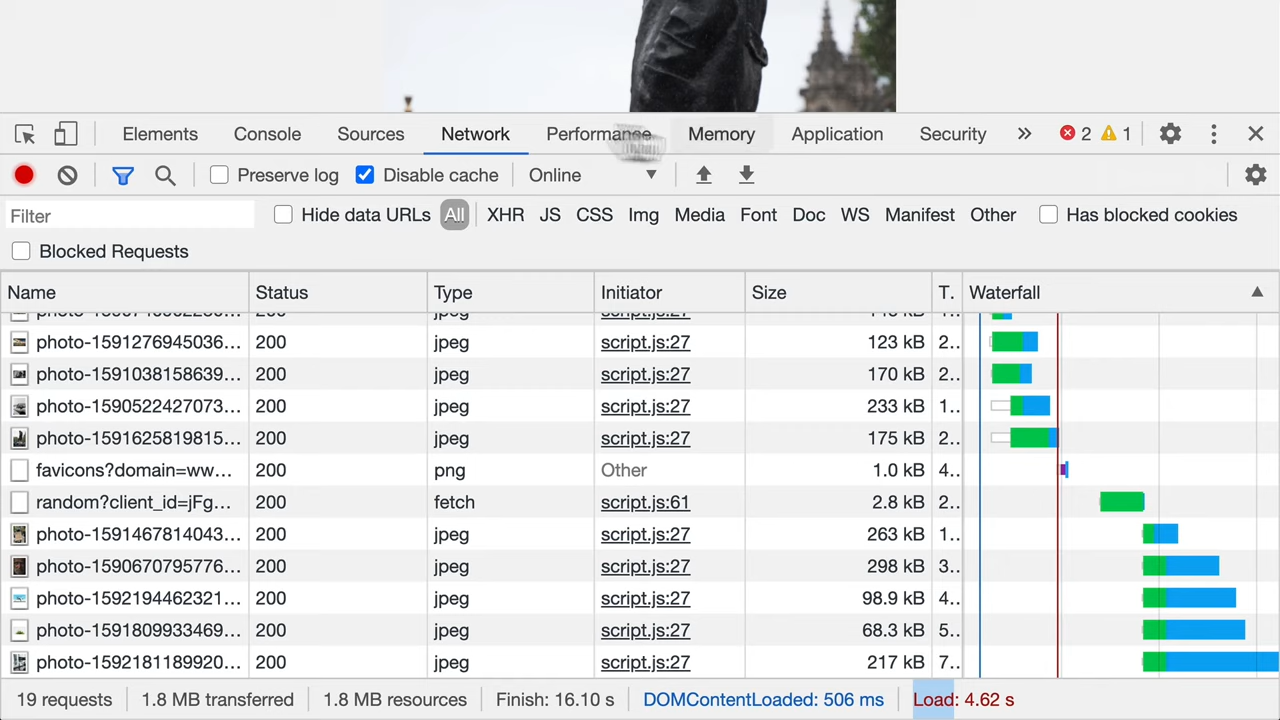 Elements Console Sources Network Performance Memory Application Security 2 1
Preserve log Disable cache Online
Filter Hide data URLs All XHR JS CSS Img Media Font Doc WS Manifest Other Has blocked cookies
Blocked Requests
Name Status Type Initiator Size T. Waterfall
200 jpeg script.js:27
photo-1591276945036... 200 jpeg script.js:27 123 kB 2..
photo-1591038158639... 200 jpeg script.js:27 170 kB 2..
photo-1590522427073... 200 jpeg script.js:27 233 kB 1..
photo-1591625819815... 200 jpeg script.js:27 175 kB 2..
favicons?domain=ww... 200 png Other 1.0 kB 4..
random?client_id=jFg... 200 fetch script.js:61 2.8 kB 2..
photo-1591467814043... 200 jpeg script.js:27 263 kB 1..
photo-1590670795776... 200 jpeg script.js:27 298 kB 3..
photo-1592194462321... 200 jpeg script.js:27 98.9 kB 4..
photo-1591809933469... 200 jpeg script.js:27 68.3 kB 5..
photo-1592181189920... 200 jpeg script.js:27 217 kB 7..
19 requests 1.8 MB transferred 1.8 MB resources Finish: 16.10 s DOMContentLoaded: 506 ms Load: 4.62 s